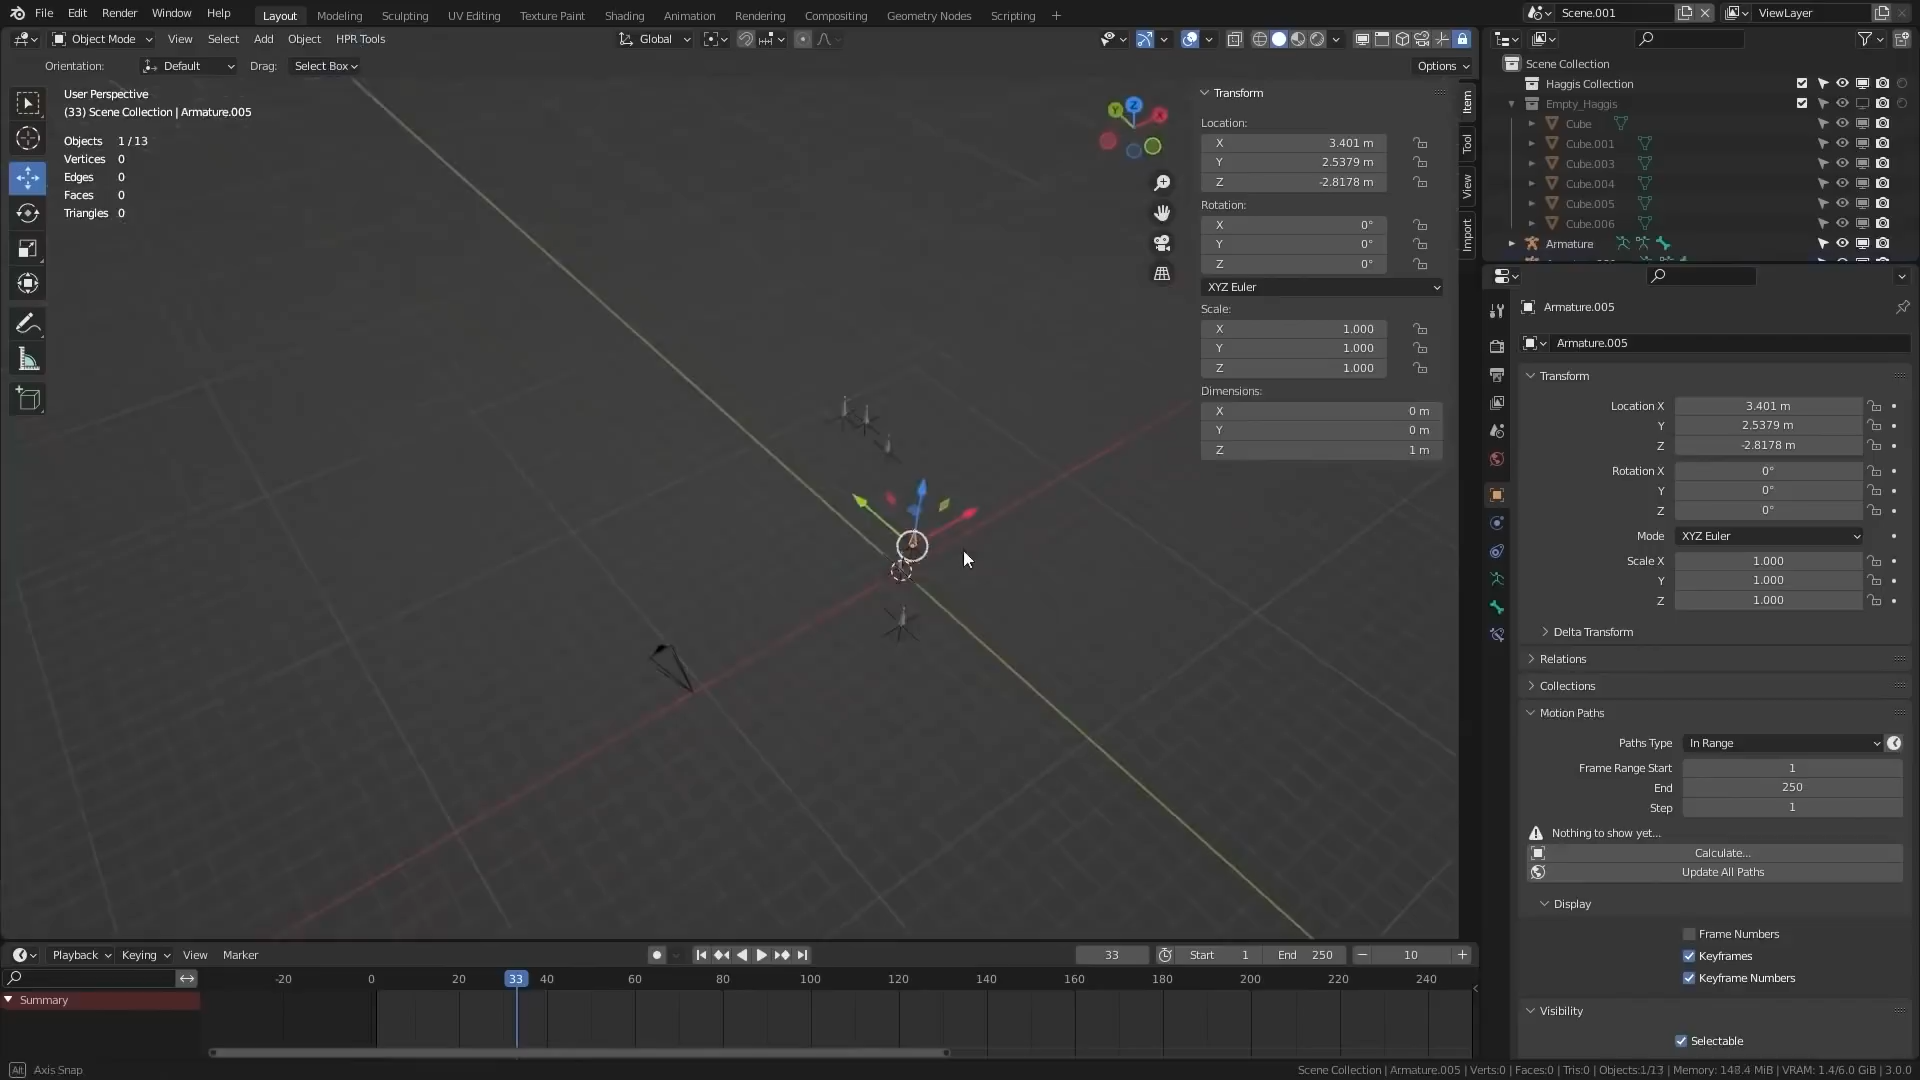 File Edit Render Window Help Layout Modeling Sculpting UV Editing Texture Paint Shading Animation Rendering Compositing Geometry Nodes Scripting + Scene.001 ViewLayer
Object Mode View Select Add Object HPR Tools Global
Orientation: Default Drag: Select Box Options
User Perspective
(33) Scene Collection | Armature.005
Objects 1 / 13
Vertices 0
Edges 0
Faces 0
Triangles 0
Y Z X
Transform
Location:
X 3.401 m
Y 2.5379 m
Z -2.8178 m
Rotation:
X 0°
Y 0°
Z 0°
XYZ Euler
Scale:
X 1.000
Y 1.000
Z 1.000
Dimensions:
X 0 m
Y 0 m
Z 1 m
Item
Tool
View
Import
Scene Collection
Haggis Collection
Empty_Haggis
Cube
Cube.001
Cube.003
Cube.004
Cube.005
Cube.006
Armature
Armature.005
Armature.005
Transform
Location X 3.401 m
Y 2.5379 m
Z -2.8178 m
Rotation X 0°
Y 0°
Z 0°
Mode XYZ Euler
Scale X 1.000
Y 1.000
Z 1.000
Delta Transform
Relations
Collections
Motion Paths
Paths Type In Range
Frame Range Start 1
End 250
Step 1
Nothing to show yet...
Calculate...
Update All Paths
Display
Frame Numbers
Keyframes
Keyframe Numbers
Visibility
Selectable
Playback Keying View Marker 33 Start 1 End 250 10
-20 0 20 33 40 60 80 100 120 140 160 180 200 220 240
Summary
Alt Axis Snap
Scene Collection | Armature.005 | Verts:0 | Faces:0 | Tris:0 | Objects:1/13 | Memory: 148.4 MiB | VRAM: 1.4/6.0 GiB | 3.0.0